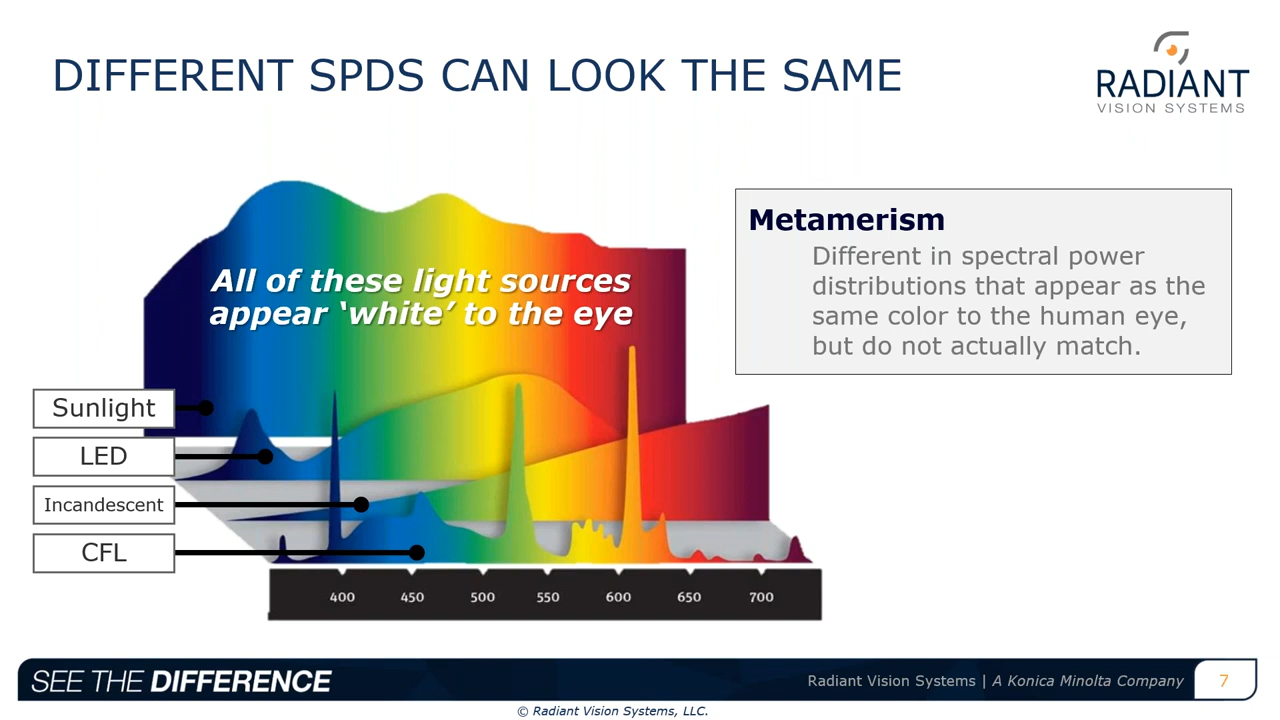 DIFFERENT SPDS CAN LOOK THE SAME
RADIANT
VISION SYSTEMS
All of these light sources
appear ‘white’ to the eye
Metamerism
Different in spectral power
distributions that appear as the
same color to the human eye,
but do not actually match.
Sunlight
LED
Incandescent
CFL
400 450 500 550 600 650 700
SEE THE DIFFERENCE
Radiant Vision Systems | A Konica Minolta Company
7
© Radiant Vision Systems, LLC.